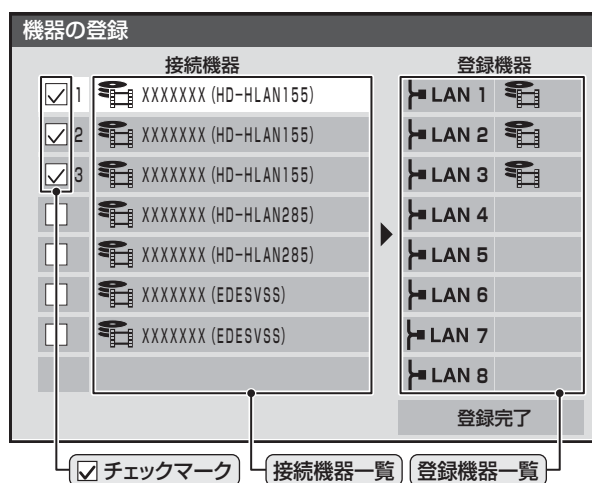 機器の登録
接続機器 登録機器
1 XXXXXXX (HD-HLAN155) LAN 1
2 XXXXXXX (HD-HLAN155) LAN 2
3 XXXXXXX (HD-HLAN155) LAN 3
XXXXXXX (HD-HLAN285) LAN 4
XXXXXXX (HD-HLAN285) LAN 5
XXXXXXX (EDESVSS) LAN 6
XXXXXXX (EDESVSS) LAN 7
LAN 8
登録完了
チェックマーク 接続機器一覧 登録機器一覧